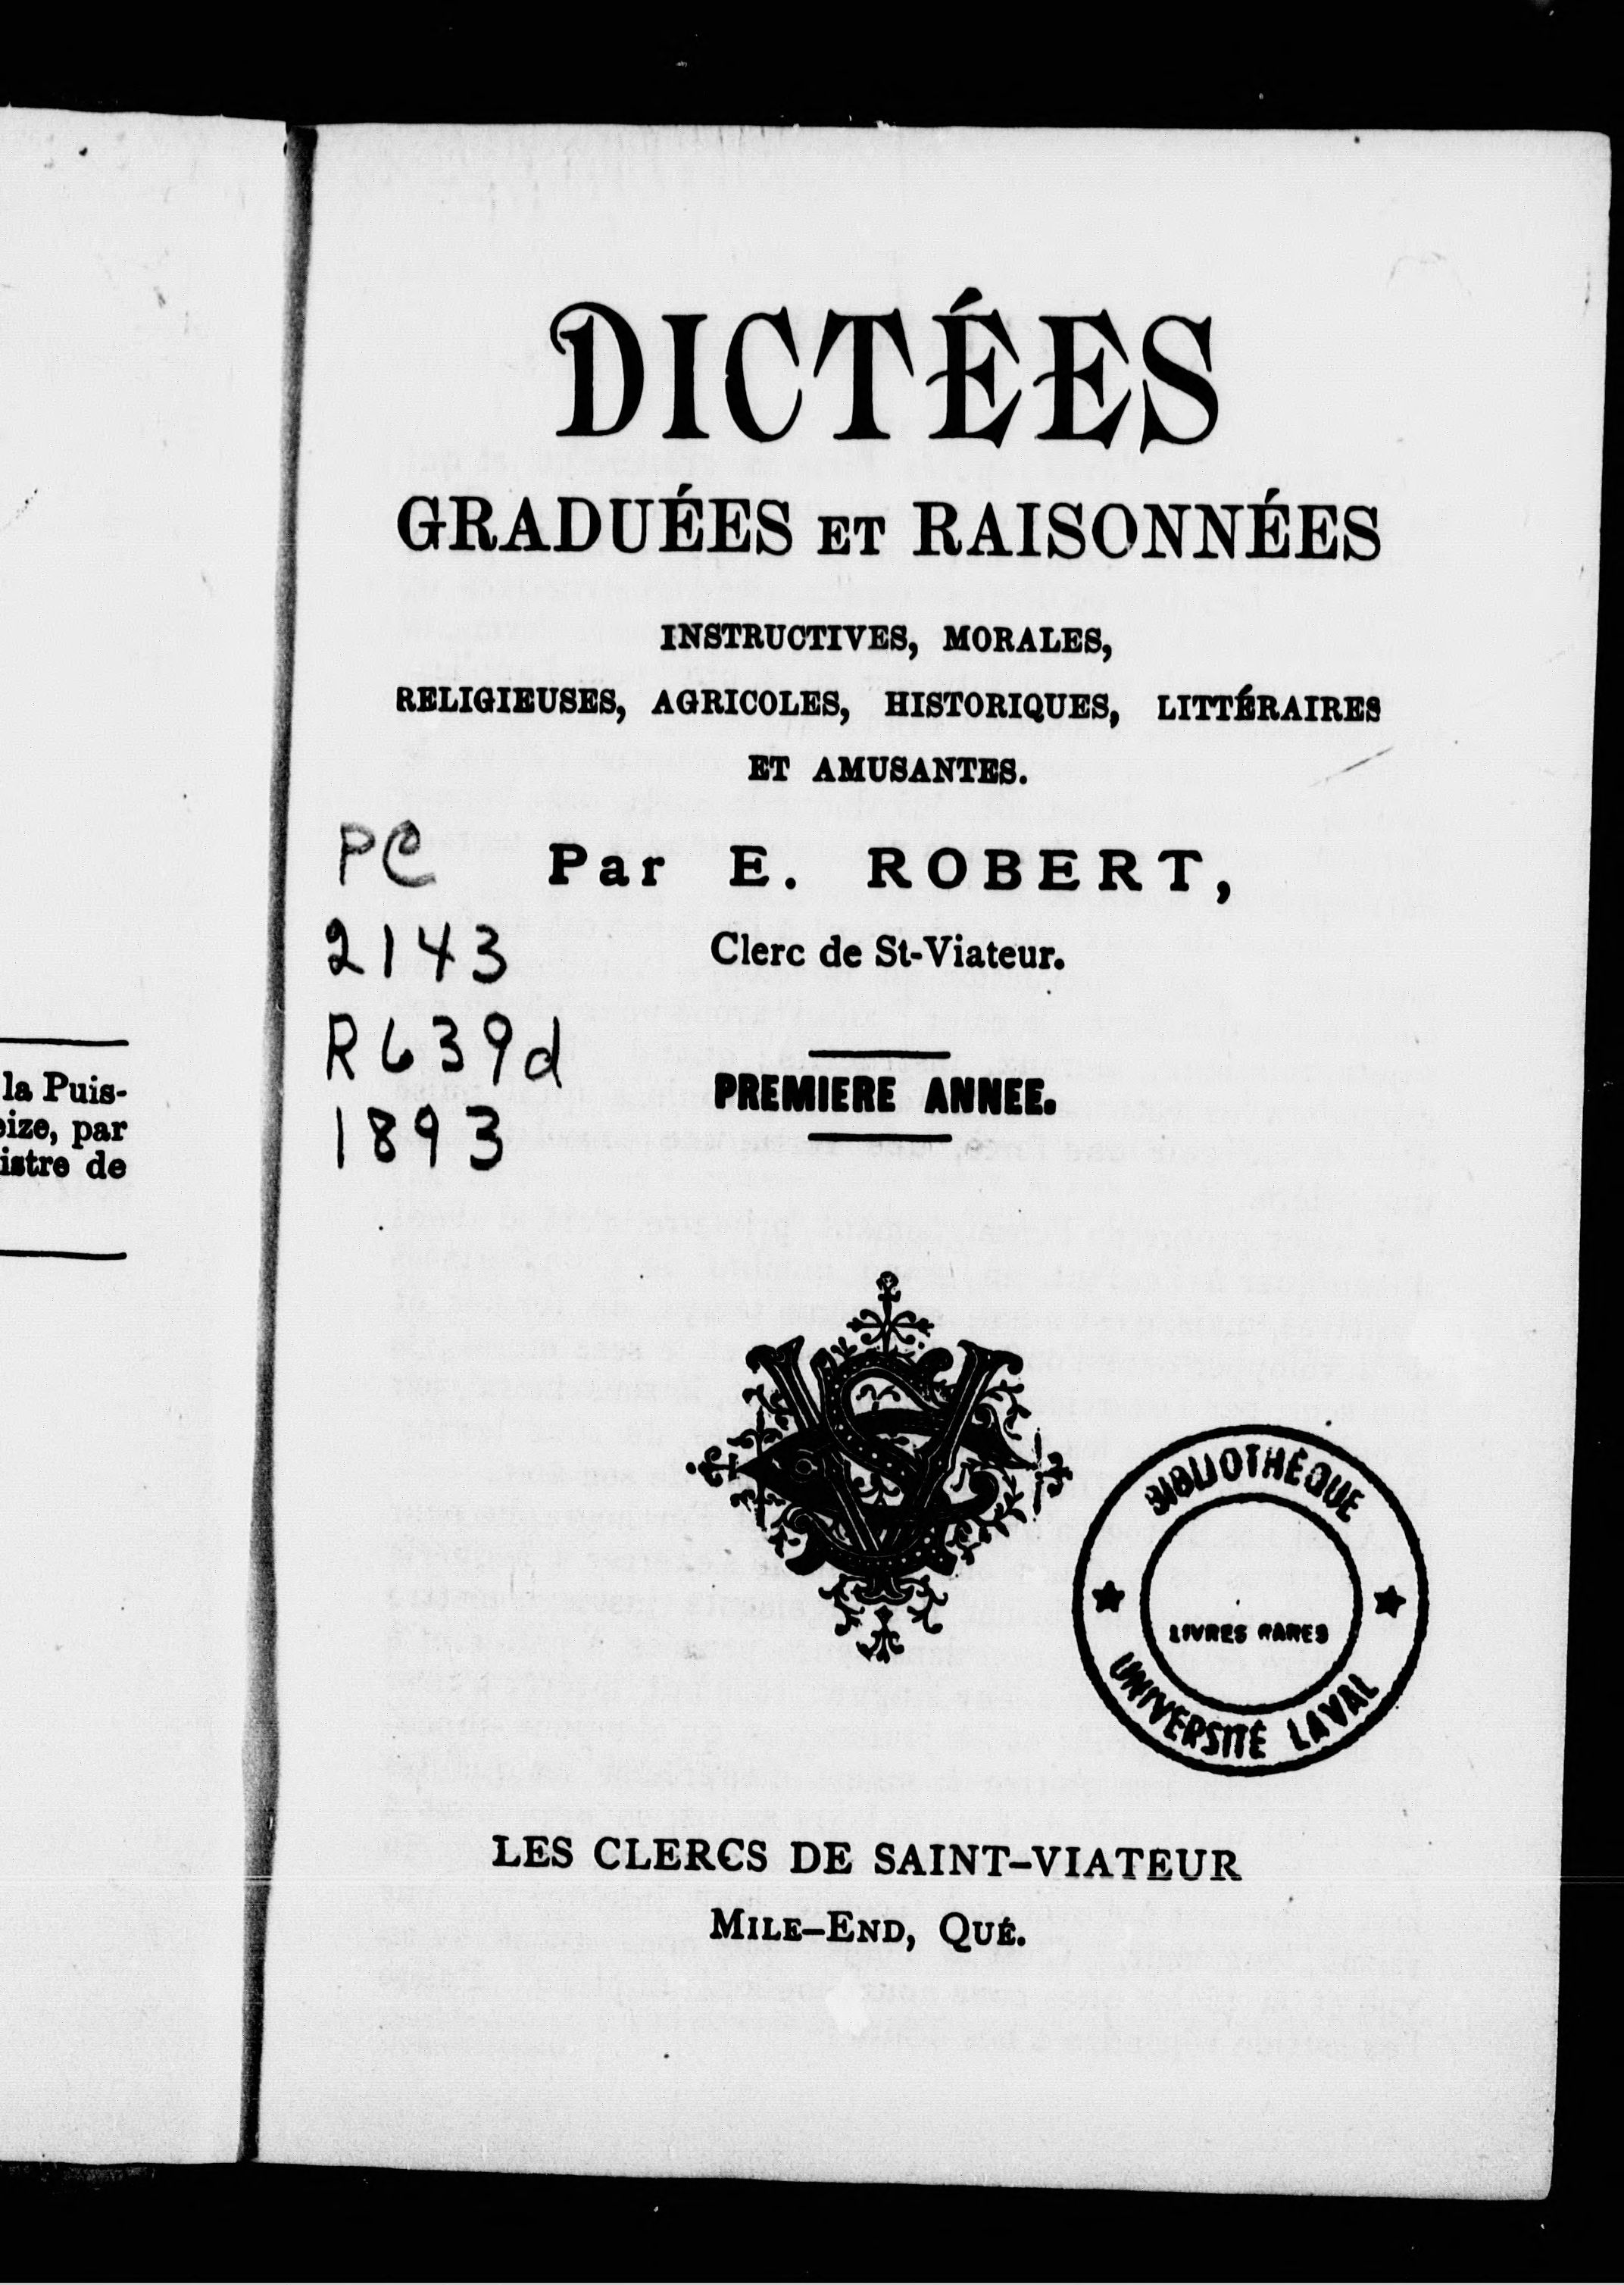 la Puis-
eize, par
istre de
DICTÉES
GRADUÉES ET RAISONNÉES
INSTRUCTIVES, MORALES,
RELIGIEUSES, AGRICOLES, HISTORIQUES, LITTÉRAIRES
ET AMUSANTES.
Par E. ROBERT,
Clerc de St-Viateur.
PC
2143
R639d
1893
PREMIERE ANNEE.
BIBLIOTHÈQUE
LIVRES RARES
UNIVERSITÉ LAVAL
LES CLERCS DE SAINT-VIATEUR
MILE-END, QUÉ.